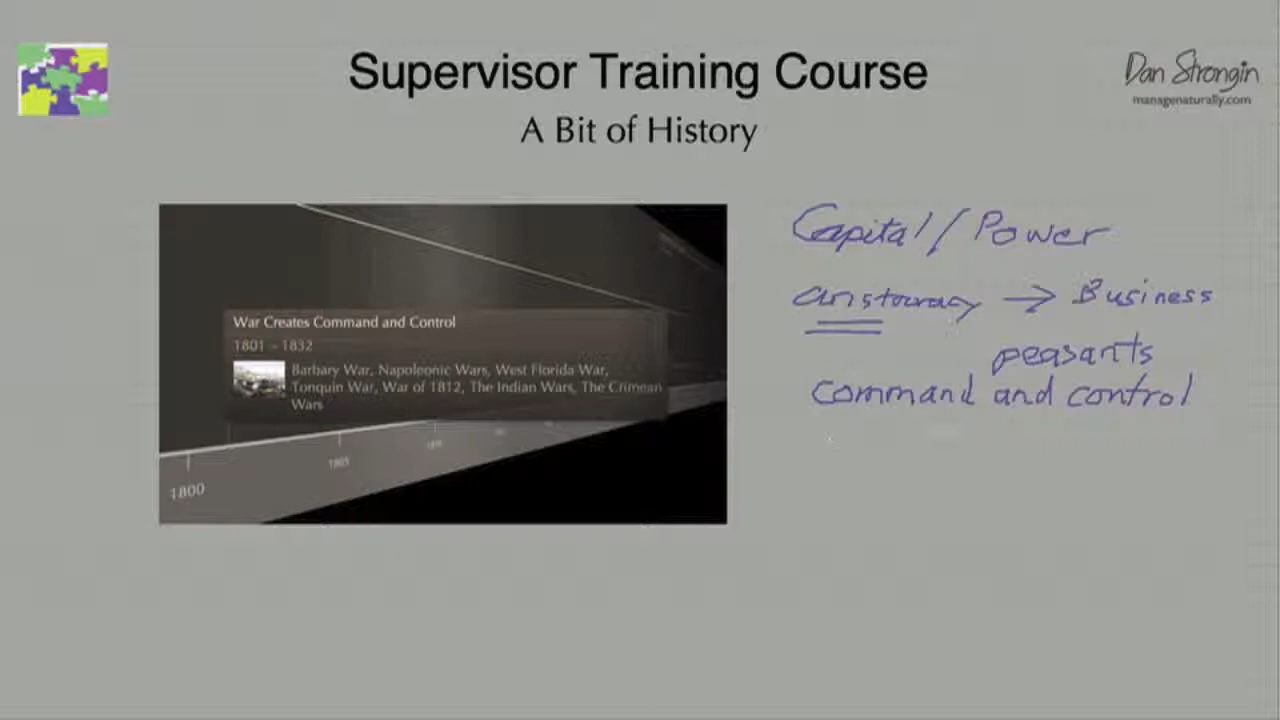 Supervisor Training Course
A Bit of History
Dan Strongin
managenaturally.com
War Creates Command and Control
1801 – 1832
Barbary War, Napoleonic Wars, West Florida War,
Tonquin War, War of 1812, The Indian Wars, The Crimean
Wars
1800
1805
Capital / Power
aristocracy → Business
peasants
command and control